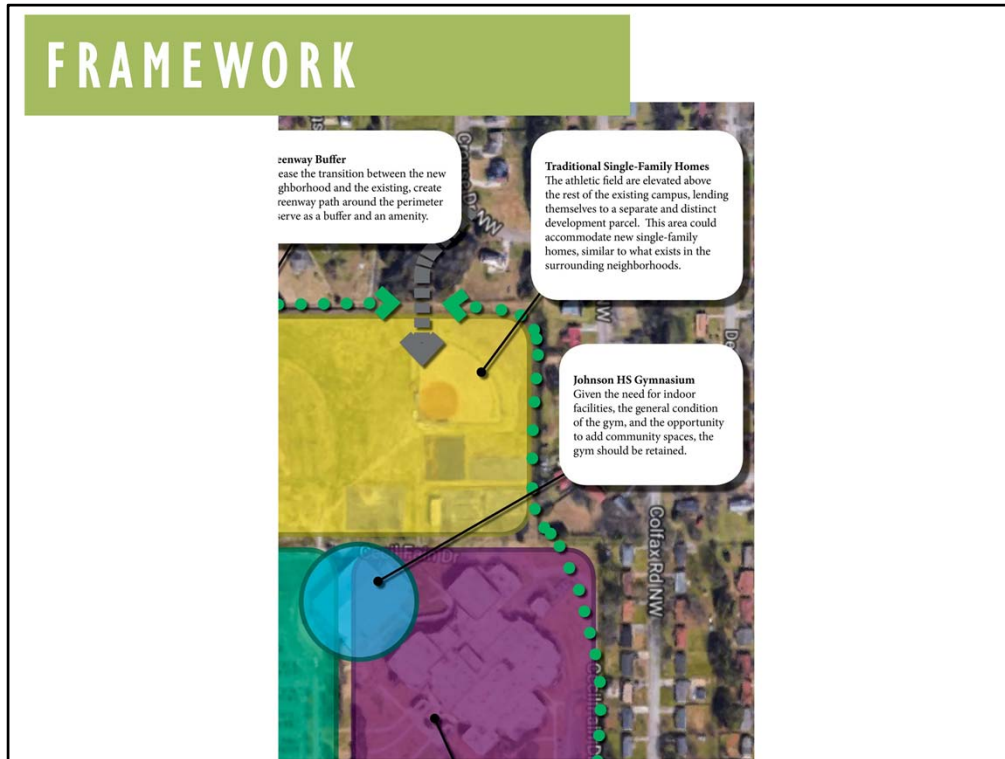 FRAMEWORK
eenway Buffer
ease the transition between the new
ghborhood and the existing, create
reenway path around the perimeter
serve as a buffer and an amenity.
Traditional Single-Family Homes
The athletic field are elevated above
the rest of the existing campus, lending
themselves to a separate and distinct
development parcel. This area could
accommodate new single-family
homes, similar to what exists in the
surrounding neighborhoods.
NW
Johnson HS Gymnasium
Given the need for indoor
facilities, the general condition
of the gym, and the opportunity
to add community spaces, the
gym should be retained.
Colfax Rd NW